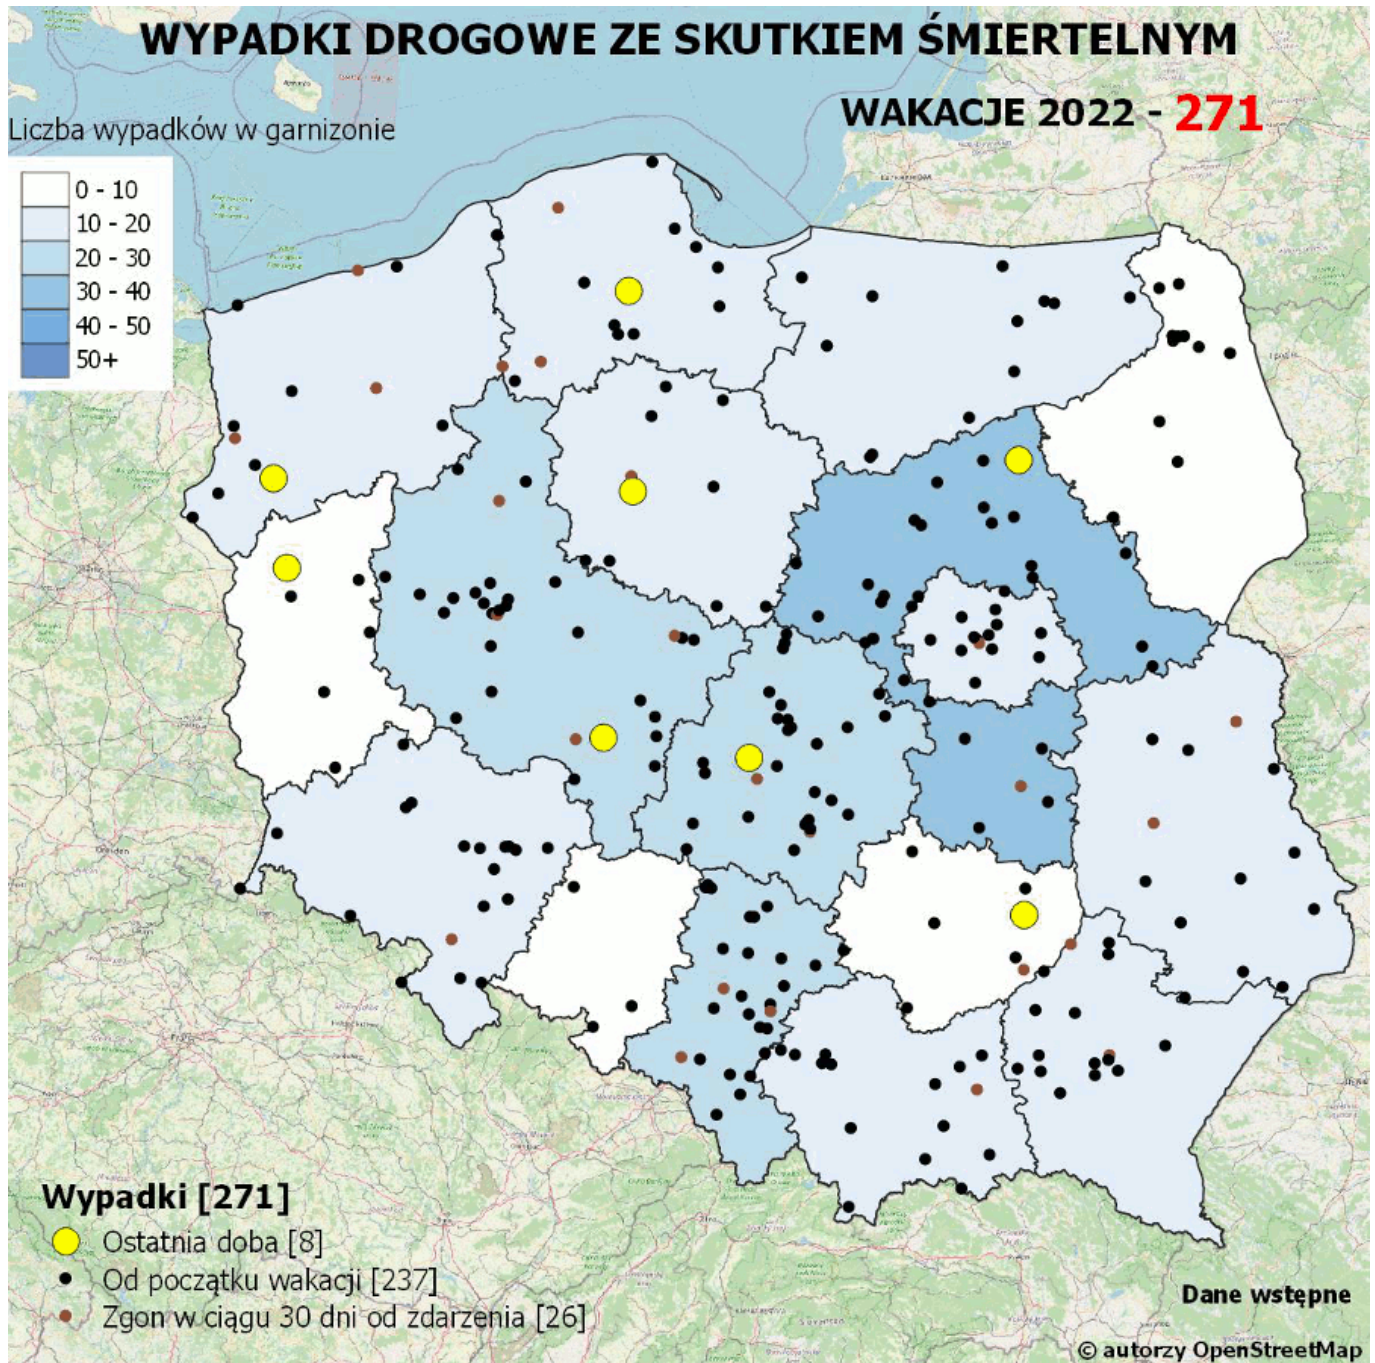 WYPADKI DROGOWE ZE SKUTKIEM ŚMIERTELNYM
WAKACJE 2022 - 271
Liczba wypadków w garnizonie
0 - 10
10 - 20
20 - 30
30 - 40
40 - 50
50+
Wypadki [271]
Ostatnia doba [8]
Od początku wakacji [237]
Zgon w ciągu 30 dni od zdarzenia [26]
Dane wstępne
© autorzy OpenStreetMap